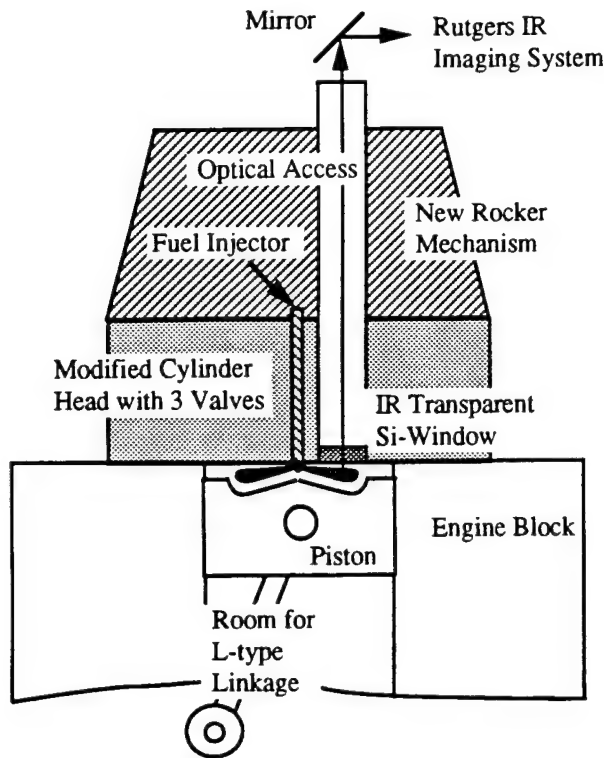 Mirror
Rutgers IR
Imaging System
Optical Access
New Rocker
Mechanism
Fuel Injector
Modified Cylinder
Head with 3 Valves
IR Transparent
Si-Window
Engine Block
Piston
Room for
L-type
Linkage